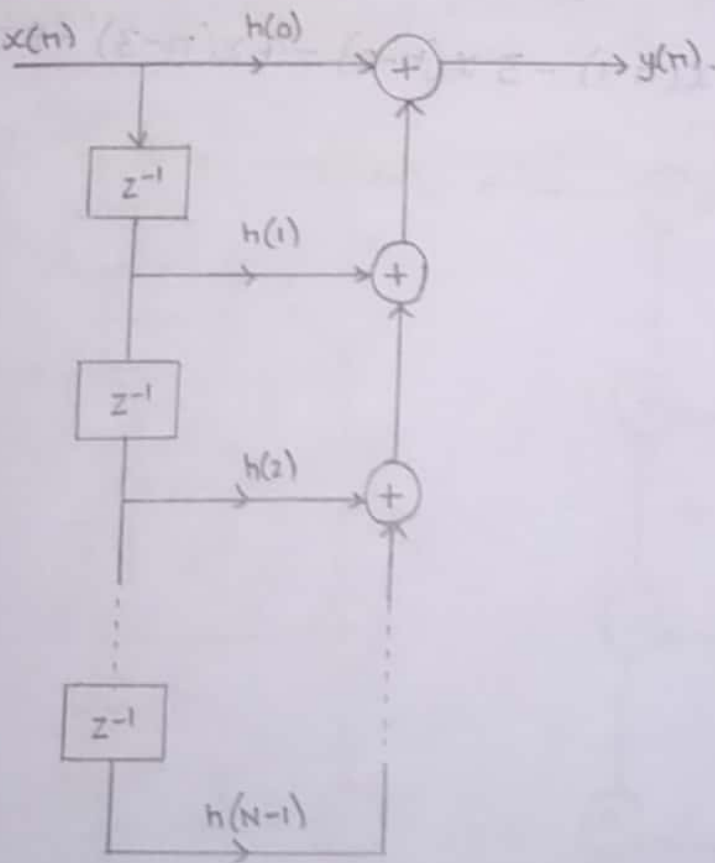 x(n) h(0) + y(n).
z⁻¹
h(1)
+
z⁻¹
h(2)
+
z⁻¹
h(N-1)